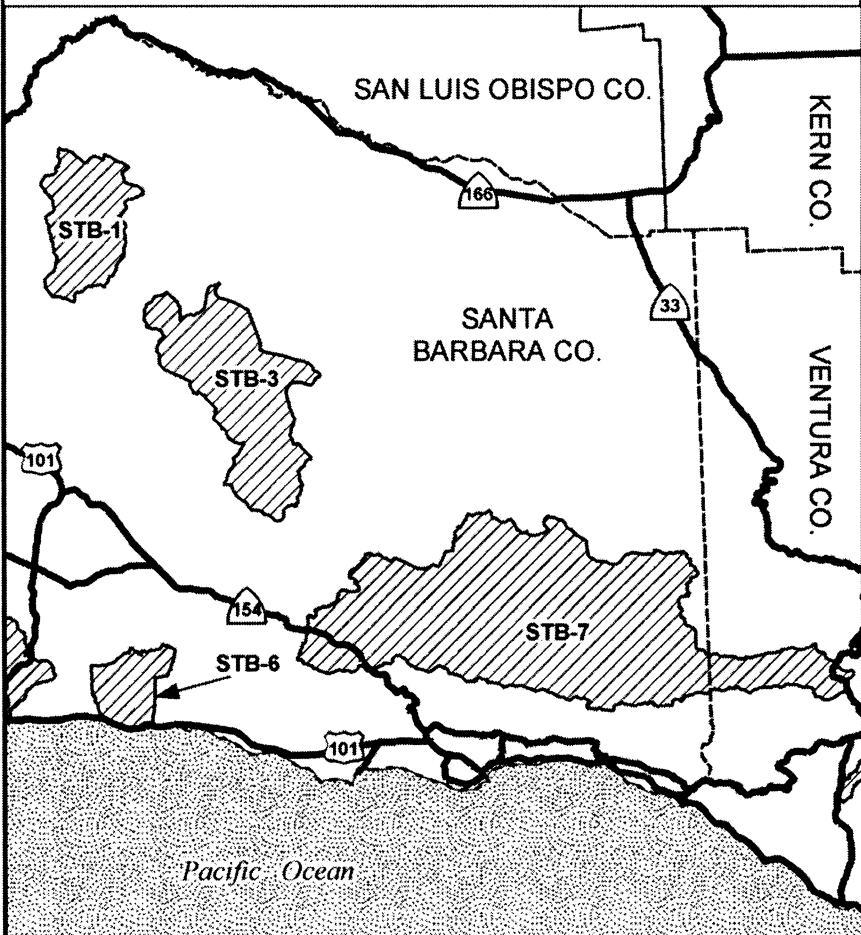 SAN LUIS OBISPO CO.
KERN CO.
166
STB-1
33
SANTA
BARBARA CO.
STB-3
VENTURA CO.
101
154
STB-7
STB-6
101
Pacific Ocean